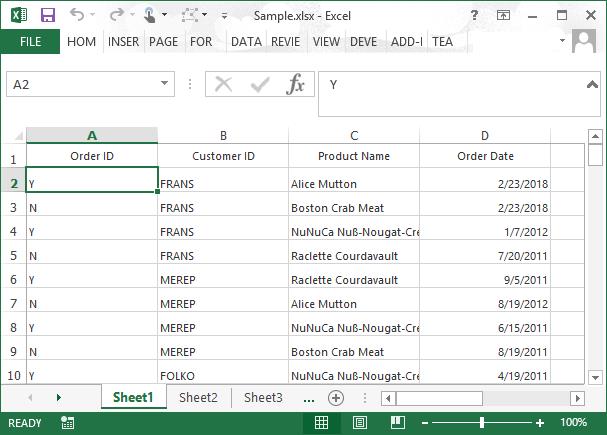 Sample.xlsx - Excel
FILE HOM INSER PAGE FOR DATA REVIE VIEW DEVE ADD-I TEA
A2 fx Y
A B C D
1 Order ID Customer ID Product Name Order Date
2 Y FRANS Alice Mutton 2/23/2018
3 N FRANS Boston Crab Meat 2/23/2018
4 Y FRANS NuNuCa Nuß-Nougat-Cre 1/7/2012
5 N FRANS Raclette Courdavault 7/20/2011
6 Y MEREP Raclette Courdavault 9/5/2011
7 N MEREP Alice Mutton 8/19/2012
8 Y MEREP NuNuCa Nuß-Nougat-Cre 6/15/2011
9 N MEREP Boston Crab Meat 8/19/2011
10 Y FOLKO NuNuCa Nuß-Nougat-Cre 4/19/2011
Sheet1 Sheet2 Sheet3 ...
READY 100%